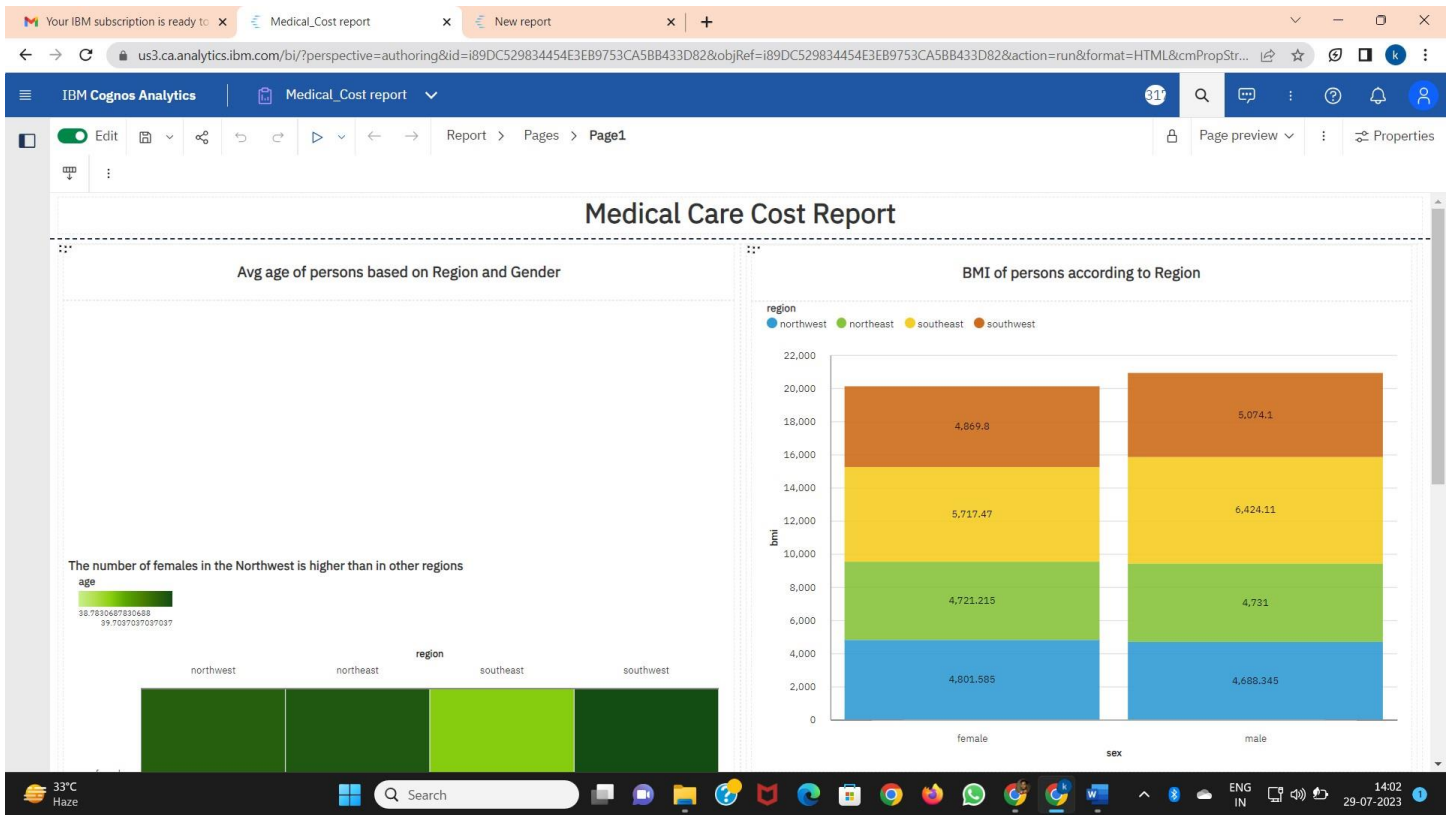 Your IBM subscription is ready to
Medical_Cost report
New report
us3.ca.analytics.ibm.com/bi/?perspective=authoring&id=i89DC529834454E3EB9753CA5BB433D82&objRef=i89DC529834454E3EB9753CA5BB433D82&action=run&format=HTML&cmPropStr...
k
IBM Cognos Analytics
Medical_Cost report
Edit
Report > Pages > Page1
Page preview
Properties
Medical Care Cost Report
Avg age of persons based on Region and Gender
The number of females in the Northwest is higher than in other regions
age
38.7830687830688
39.7037037037037
region
northwest northeast southeast southwest
BMI of persons according to Region
region
northwest northeast southeast southwest
22,000
20,000
18,000
16,000
14,000
12,000
10,000
8,000
6,000
4,000
2,000
0
bmi
4,869.8
5,074.1
5,717.47
6,424.11
4,721.215
4,731
4,801.585
4,688.345
female male
sex
33°C
Haze
Search
ENG
IN
14:02
29-07-2023
1